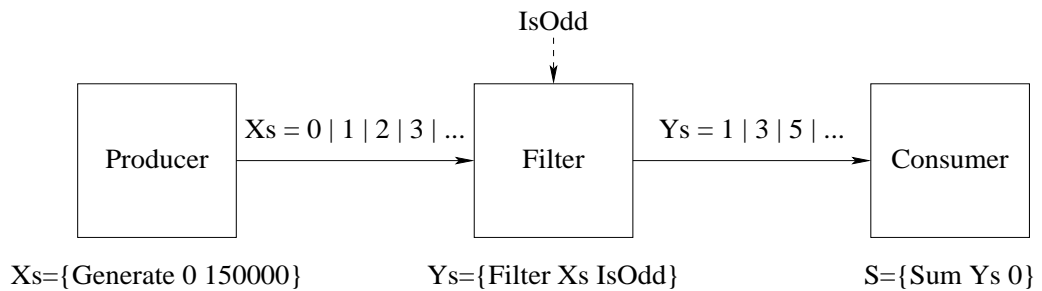 IsOdd
Xs = 0 | 1 | 2 | 3 | ...
Ys = 1 | 3 | 5 | ...
Producer
Filter
Consumer
Xs={Generate 0 150000}
Ys={Filter Xs IsOdd}
S={Sum Ys 0}